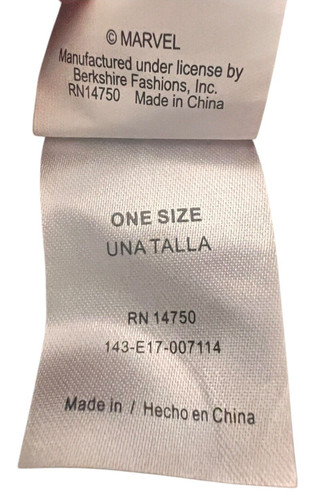 © MARVEL
Manufactured under license by
Berkshire Fashions, Inc.
RN14750 Made in China
ONE SIZE
UNA TALLA
RN 14750
143-E17-007114
Made in / Hecho en China